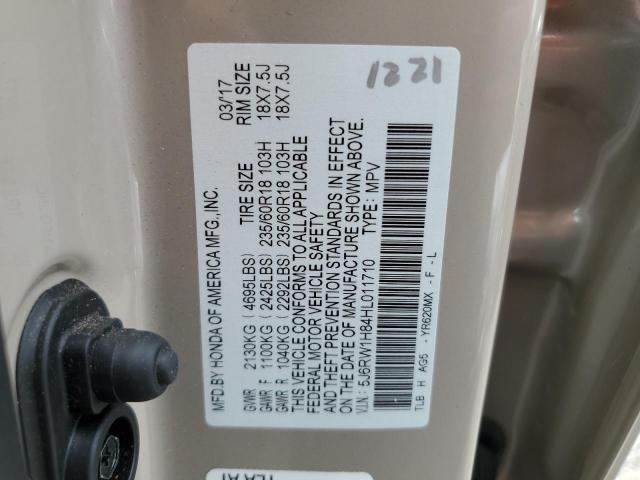 1221
MFD.BY HONDA OF AMERICA MFG.,INC. 03/17
TIRE SIZE RIM SIZE
GVWR 2130KG (4695LBS)
GAWR F 1100KG (2425LBS) 235/60R18 103H 18X7.5J
GAWR R 1040KG (2292LBS) 235/60R18 103H 18X7.5J
THIS VEHICLE CONFORMS TO ALL APPLICABLE
FEDERAL MOTOR VEHICLE SAFETY
AND THEFT PREVENTION STANDARDS IN EFFECT
ON THE DATE OF MANUFACTURE SHOWN ABOVE.
V.I.N.: 5J6RW1H84HL011710 TYPE: MPV
TLB H AG5 - YR620MX - F - L